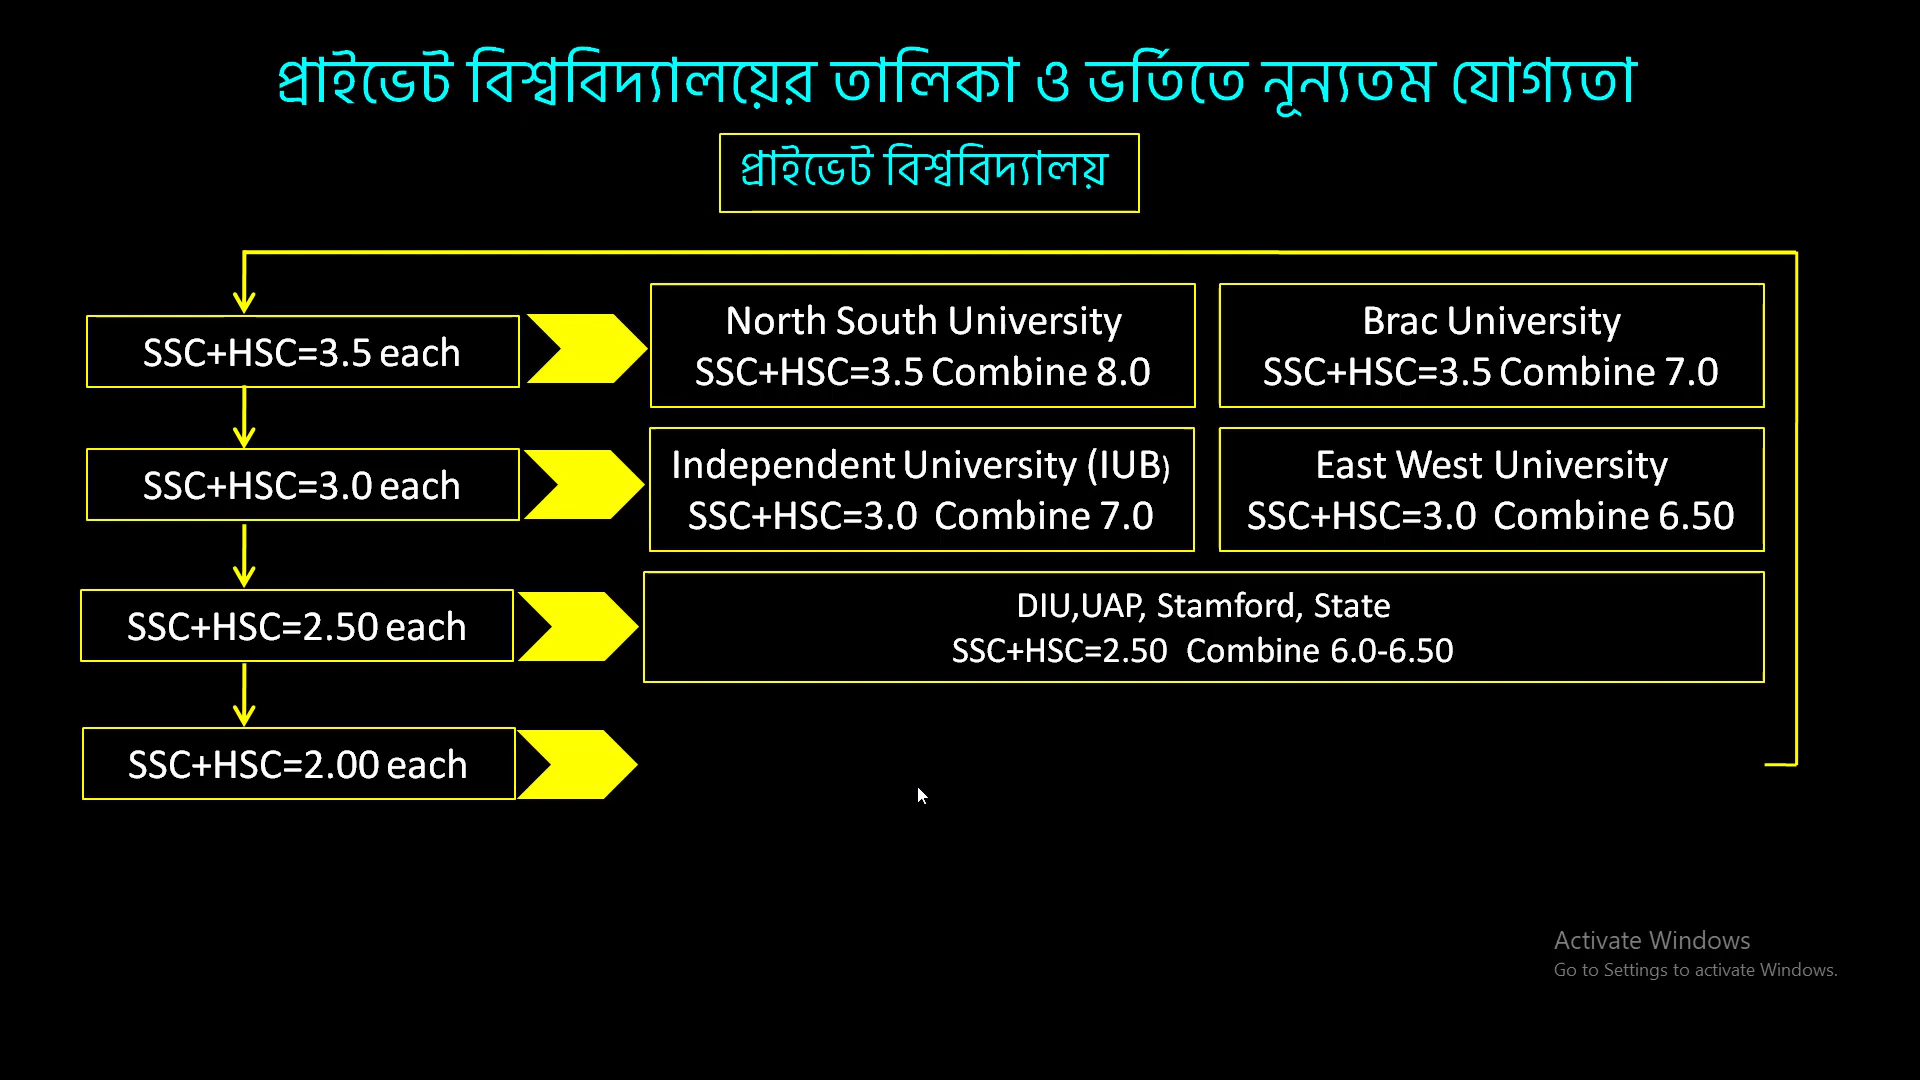 প্রাইভেট বিশ্ববিদ্যালয়ের তালিকা ও ভর্তিতে নূন্যতম যোগ্যতা
প্রাইভেট বিশ্ববিদ্যালয়
SSC+HSC=3.5 each
North South University
SSC+HSC=3.5 Combine 8.0
Brac University
SSC+HSC=3.5 Combine 7.0
SSC+HSC=3.0 each
Independent University (IUB)
SSC+HSC=3.0 Combine 7.0
East West University
SSC+HSC=3.0 Combine 6.50
SSC+HSC=2.50 each
DIU,UAP, Stamford, State
SSC+HSC=2.50 Combine 6.0-6.50
SSC+HSC=2.00 each
Activate Windows
Go to Settings to activate Windows.